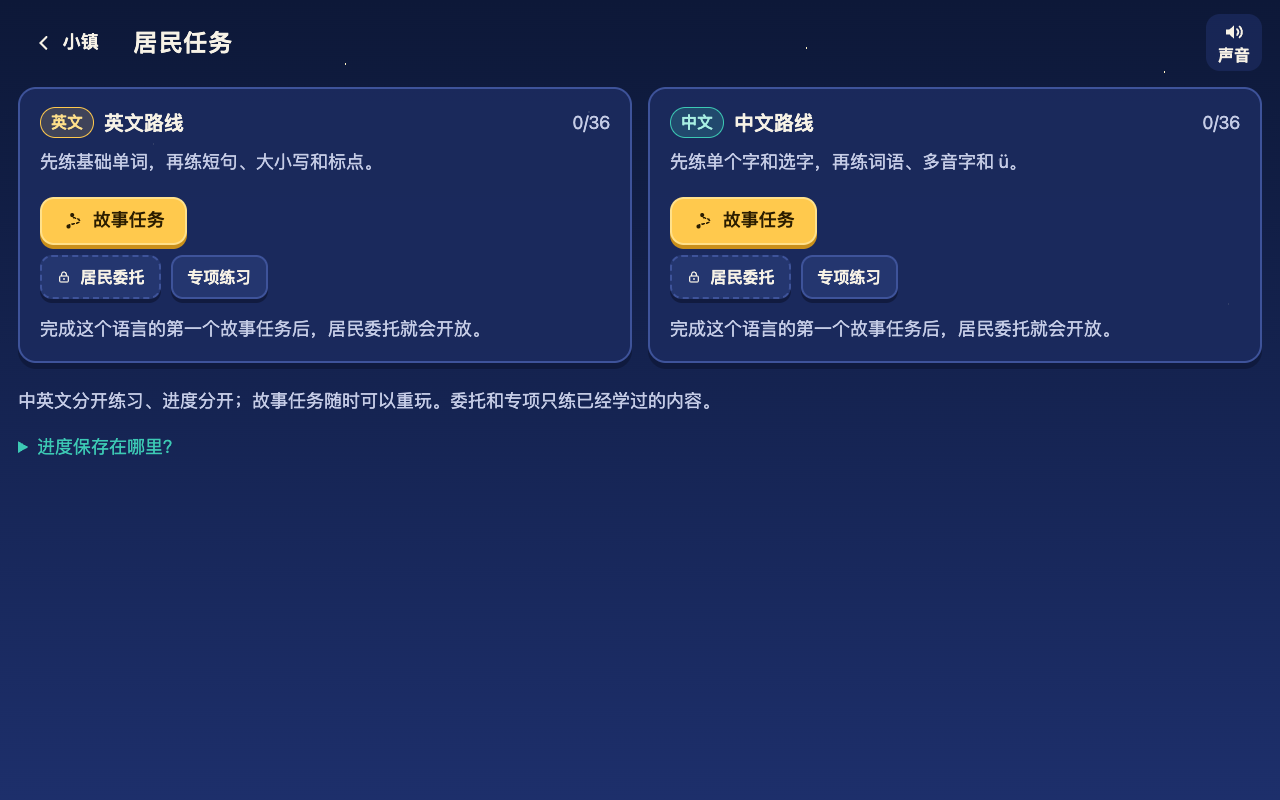 小镇
居民任务
声音
英文 英文路线 0/36
先练基础单词，再练短句、大小写和标点。
故事任务
居民委托 专项练习
完成这个语言的第一个故事任务后，居民委托就会开放。
中文 中文路线 0/36
先练单个字和选字，再练词语、多音字和 ü。
故事任务
居民委托 专项练习
完成这个语言的第一个故事任务后，居民委托就会开放。
中英文分开练习、进度分开；故事任务随时可以重玩。委托和专项只练已经学过的内容。
进度保存在哪里？